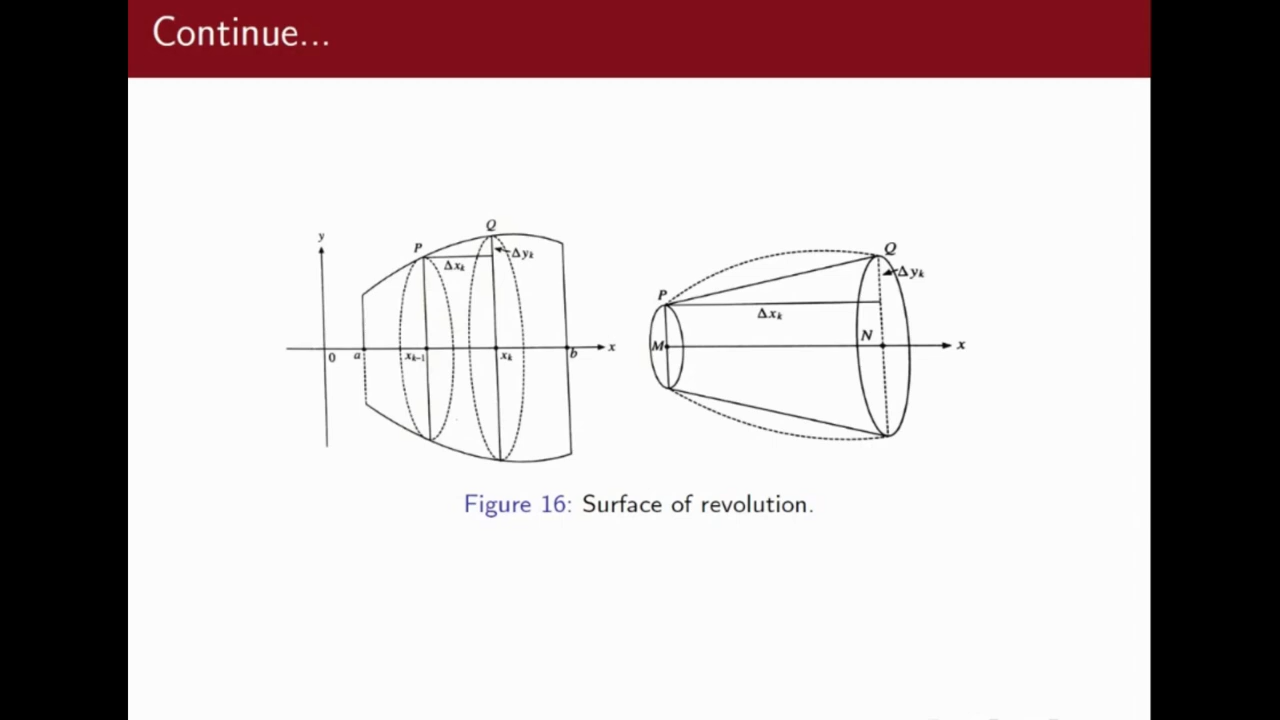 Continue...
y
P
Q
Δxₖ
Δyₖ
0
a
xₖ₋₁
xₖ
b
x
P
Q
Δyₖ
Δxₖ
M
N
x
Figure 16: Surface of revolution.